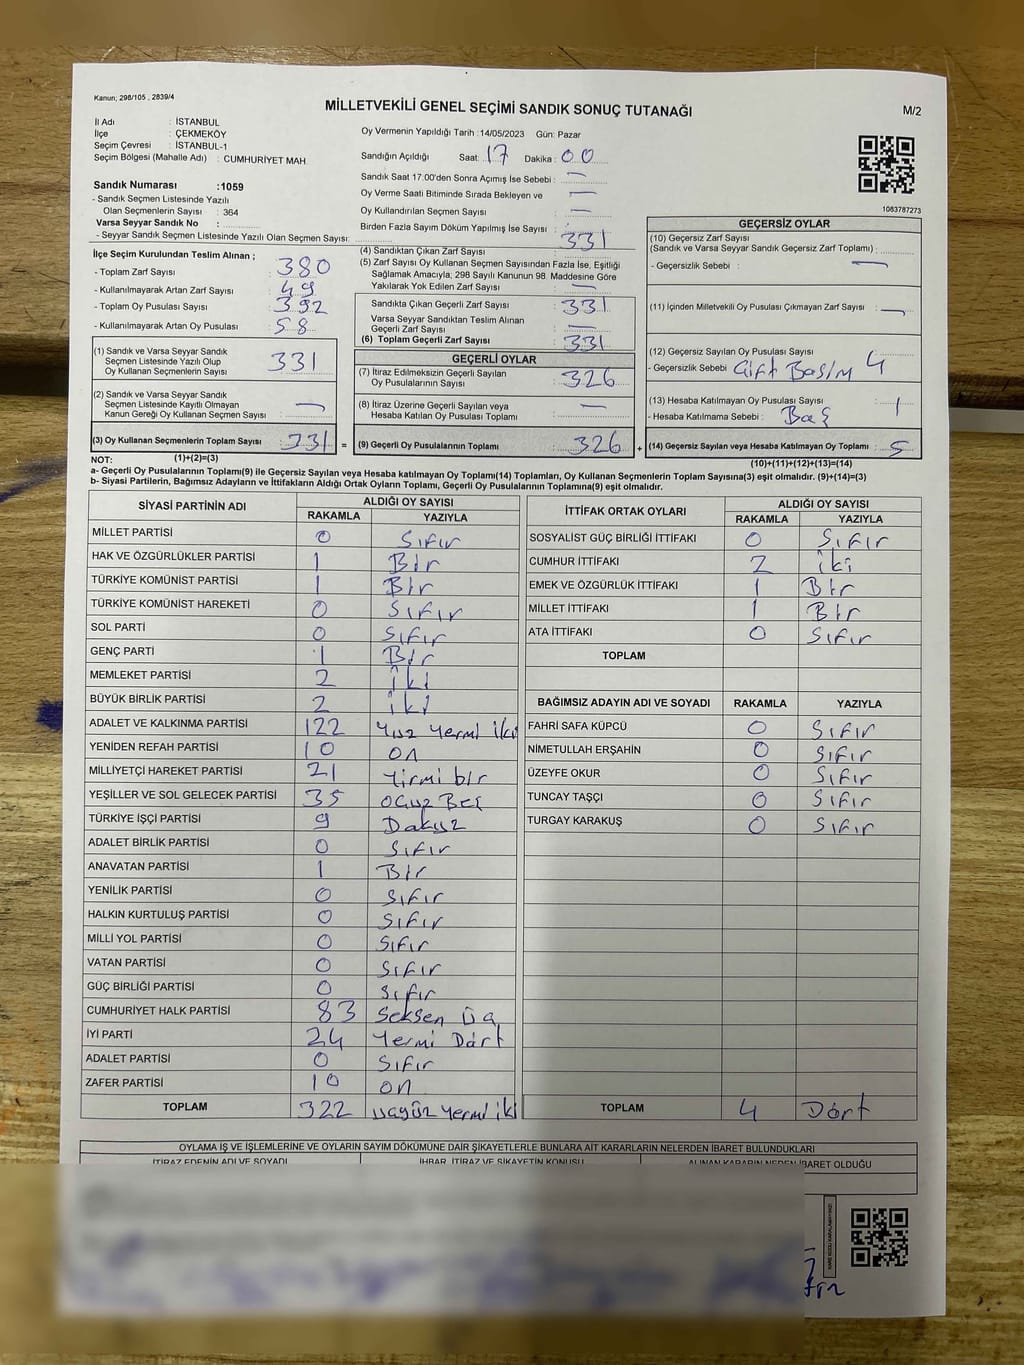 Kanun; 298/105 , 2839/4
MİLLETVEKİLİ GENEL SEÇİMİ SANDIK SONUÇ TUTANAĞI
M/2
İl Adı : İSTANBUL
İlçe : ÇEKMEKÖY
Seçim Çevresi : İSTANBUL-1
Seçim Bölgesi (Mahalle Adı) : CUMHURİYET MAH.
Sandık Numarası :1059
- Sandık Seçmen Listesinde Yazılı
Olan Seçmenlerin Sayısı : 364
Varsa Seyyar Sandık No :
- Seyyar Sandık Seçmen Listesinde Yazılı Olan Seçmen Sayısı:
Oy Vermenin Yapıldığı Tarih :14/05/2023 Gün: Pazar
Sandığın Açıldığı Saat: 17 Dakika : 00
Sandık Saat 17.00'den Sonra Açımış İse Sebebi : —
Oy Verme Saati Bitiminde Sırada Bekleyen ve —
Oy Kullandırılan Seçmen Sayısı —
Birden Fazla Sayım Döküm Yapılmış İse Sayısı :
1083787273
İlçe Seçim Kurulundan Teslim Alınan ;
- Toplam Zarf Sayısı : 380
- Kullanılmayarak Artan Zarf Sayısı : 49
- Toplam Oy Pusulası Sayısı : 392
- Kullanılmayarak Artan Oy Pusulası : 58
(1) Sandık ve Varsa Seyyar Sandık
Seçmen Listesinde Yazılı Olup
Oy Kullanan Seçmenlerin Sayısı : 331
(2) Sandık ve Varsa Seyyar Sandık
Seçmen Listesinde Kayıtlı Olmayan
Kanun Gereği Oy Kullanan Seçmen Sayısı : —
(3) Oy Kullanan Seçmenlerin Toplam Sayısı : 331 =
(1)+(2)=(3)
(4) Sandıktan Çıkan Zarf Sayısı : 331
(5) Zarf Sayısı Oy Kullanan Seçmen Sayısından Fazla İse, Eşitliği
Sağlamak Amacıyla; 298 Sayılı Kanunun 98. Maddesine Göre
Yakılarak Yok Edilen Zarf Sayısı : —
Sandıkta Çıkan Geçerli Zarf Sayısı : 331
Varsa Seyyar Sandıktan Teslim Alınan
Geçerli Zarf Sayısı : —
(6) Toplam Geçerli Zarf Sayısı : 331
GEÇERLİ OYLAR
(7) İtiraz Edilmeksizin Geçerli Sayılan
Oy Pusulalarının Sayısı : 326
(8) İtiraz Üzerine Geçerli Sayılan veya
Hesaba Katılan Oy Pusulası Toplamı : —
(9) Geçerli Oy Pusulalarının Toplamı : 326 +
GEÇERSİZ OYLAR
(10) Geçersiz Zarf Sayısı
(Sandık ve Varsa Seyyar Sandık Geçersiz Zarf Toplamı) :
- Geçersizlik Sebebi : —
(11) İçinden Milletvekili Oy Pusulası Çıkmayan Zarf Sayısı : —
(12) Geçersiz Sayılan Oy Pusulası Sayısı : 4
- Geçersizlik Sebebi : Çift Basım
(13) Hesaba Katılmayan Oy Pusulası Sayısı : 1
- Hesaba Katılmama Sebebi : Boş
(14) Geçersiz Sayılan veya Hesaba Katılmayan Oy Toplamı : 5
(10)+(11)+(12)+(13)=(14)
NOT:
a- Geçerli Oy Pusulalarının Toplamı(9) ile Geçersiz Sayılan veya Hesaba katılmayan Oy Toplamı(14) Toplamları, Oy Kullanan Seçmenlerin Toplam Sayısına(3) eşit olmalıdır. (9)+(14)=(3)
b- Siyasi Partilerin, Bağımsız Adayların ve İttifakların Aldığı Ortak Oyların Toplamı, Geçerli Oy Pusulalarının Toplamına(9) eşit olmalıdır.
SİYASİ PARTİNİN ADI ALDIĞI OY SAYISI
RAKAMLA YAZIYLA
MİLLET PARTİSİ 0 Sıfır
HAK VE ÖZGÜRLÜKLER PARTİSİ 1 Bir
TÜRKİYE KOMÜNİST PARTİSİ 1 Bir
TÜRKİYE KOMÜNİST HAREKETİ 0 Sıfır
SOL PARTİ 0 Sıfır
GENÇ PARTİ 1 Bir
MEMLEKET PARTİSİ 2 İki
BÜYÜK BİRLİK PARTİSİ 2 İki
ADALET VE KALKINMA PARTİSİ 122 Yüz Yermi İki
YENİDEN REFAH PARTİSİ 10 on
MİLLİYETÇİ HAREKET PARTİSİ 21 Yirmi bir
YEŞİLLER VE SOL GELECEK PARTİSİ 35 Otuz Beş
TÜRKİYE İŞÇİ PARTİSİ 9 Dokuz
ADALET BİRLİK PARTİSİ 0 Sıfır
ANAVATAN PARTİSİ 1 Bir
YENİLİK PARTİSİ 0 Sıfır
HALKIN KURTULUŞ PARTİSİ 0 Sıfır
MİLLİ YOL PARTİSİ 0 Sıfır
VATAN PARTİSİ 0 Sıfır
GÜÇ BİRLİĞİ PARTİSİ 0 Sıfır
CUMHURİYET HALK PARTİSİ 83 Seksen Üç
İYİ PARTİ 24 Yermi Dört
ADALET PARTİSİ 0 Sıfır
ZAFER PARTİSİ 10 on
TOPLAM 322 üçyüz yermi iki
İTTİFAK ORTAK OYLARI ALDIĞI OY SAYISI
RAKAMLA YAZIYLA
SOSYALİST GÜÇ BİRLİĞİ İTTİFAKI 0 Sıfır
CUMHUR İTTİFAKI 2 İki
EMEK VE ÖZGÜRLÜK İTTİFAKI 1 Bir
MİLLET İTTİFAKI 1 Bir
ATA İTTİFAKI 0 Sıfır
TOPLAM
BAĞIMSIZ ADAYIN ADI VE SOYADI RAKAMLA YAZIYLA
FAHRİ SAFA KÜPCÜ 0 Sıfır
NİMETULLAH ERŞAHİN 0 Sıfır
ÜZEYFE OKUR 0 Sıfır
TUNCAY TAŞÇI 0 Sıfır
TURGAY KARAKUŞ 0 Sıfır
TOPLAM 4 Dört
OYLAMA İŞ VE İŞLEMLERİNE VE OYLARIN SAYIM DÖKÜMÜNE DAİR ŞİKAYETLERLE BUNLARA AİT KARARLARIN NELERDEN İBARET BULUNDUKLARI
İTİRAZ EDENİN ADI VE SOYADI İHBAR, İTİRAZ VE ŞİKAYETİN KONUSU ALINAN KARARIN NEDEN İBARET OLDUĞU